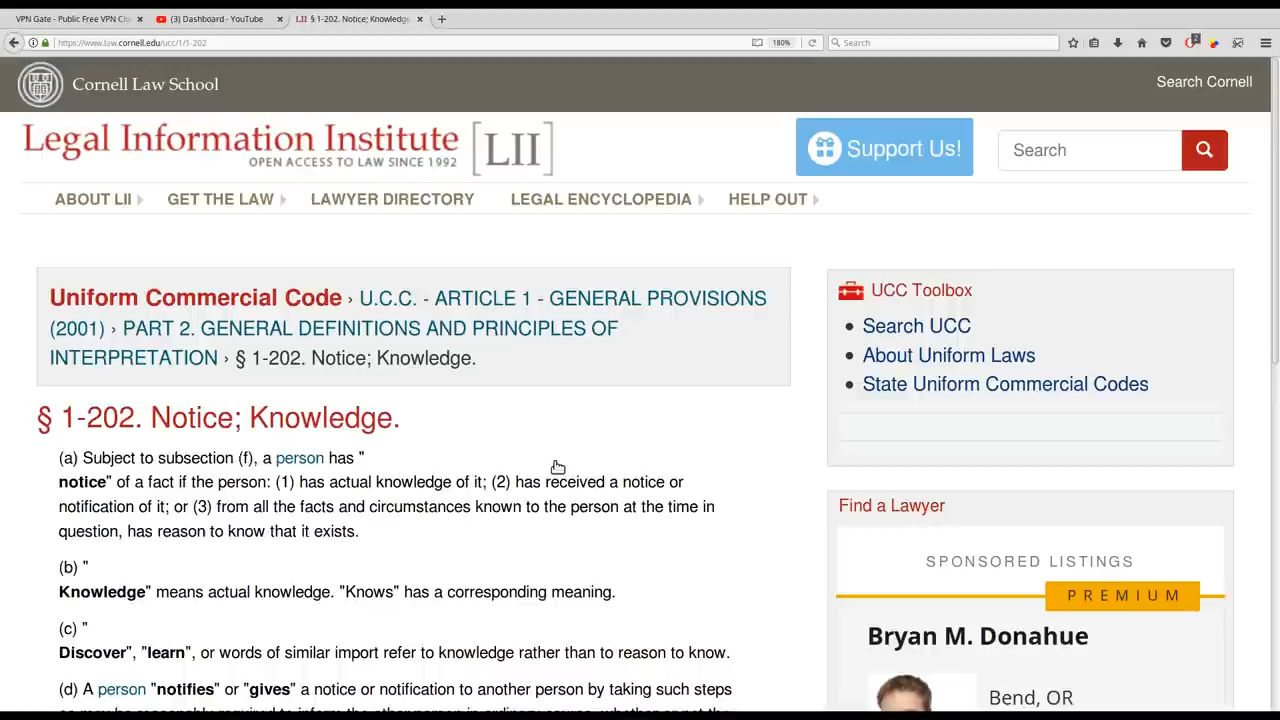 VPN Gate - Public Free VPN Clo
(3) Dashboard - YouTube
LII § 1-202. Notice; Knowledge
https://www.law.cornell.edu/ucc/1/1-202
180%
Search
2
Cornell Law School
Search Cornell
Legal Information Institute [LII]
OPEN ACCESS TO LAW SINCE 1992
Support Us!
Search
ABOUT LII
GET THE LAW
LAWYER DIRECTORY
LEGAL ENCYCLOPEDIA
HELP OUT
Uniform Commercial Code › U.C.C. - ARTICLE 1 - GENERAL PROVISIONS
(2001) › PART 2. GENERAL DEFINITIONS AND PRINCIPLES OF
INTERPRETATION › § 1-202. Notice; Knowledge.
§ 1-202. Notice; Knowledge.
(a) Subject to subsection (f), a person has "
notice" of a fact if the person: (1) has actual knowledge of it; (2) has received a notice or
notification of it; or (3) from all the facts and circumstances known to the person at the time in
question, has reason to know that it exists.
(b) "
Knowledge" means actual knowledge. "Knows" has a corresponding meaning.
(c) "
Discover", "learn", or words of similar import refer to knowledge rather than to reason to know.
(d) A person "notifies" or "gives" a notice or notification to another person by taking such steps
UCC Toolbox
Search UCC
About Uniform Laws
State Uniform Commercial Codes
Find a Lawyer
SPONSORED LISTINGS
PREMIUM
Bryan M. Donahue
Bend, OR